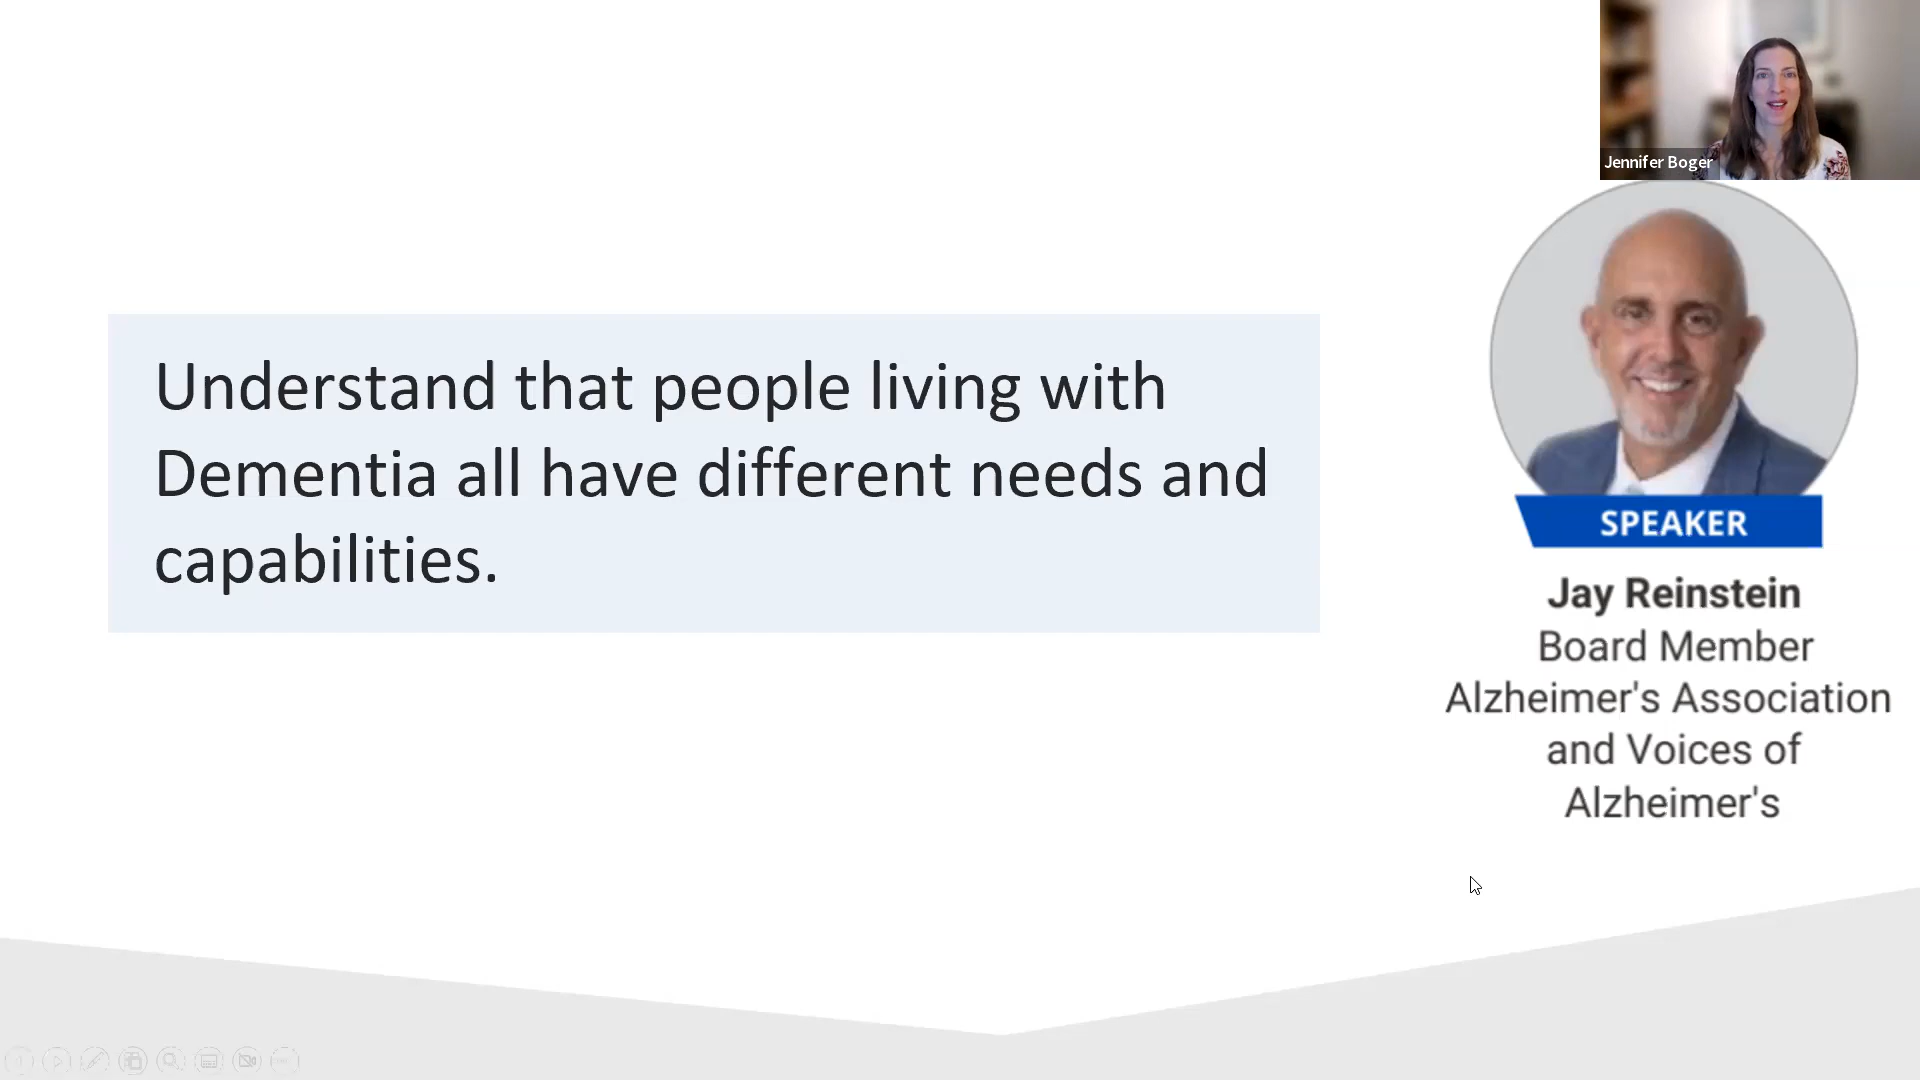 Jennifer Boger
Understand that people living with
Dementia all have different needs and
capabilities.
SPEAKER
Jay Reinstein
Board Member
Alzheimer's Association
and Voices of
Alzheimer's